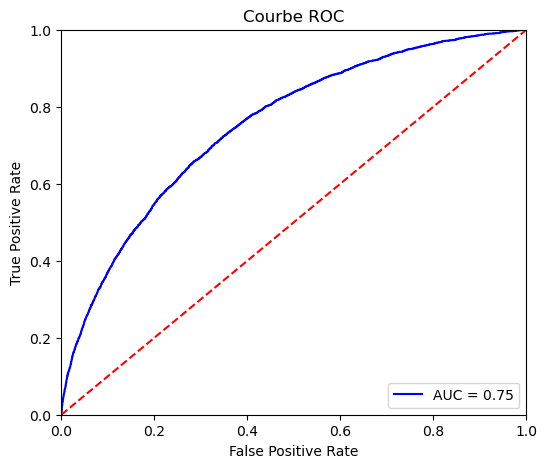 Courbe ROC
True Positive Rate
1.0
0.8
0.6
0.4
0.2
0.0
AUC = 0.75
0.0 0.2 0.4 0.6 0.8 1.0
False Positive Rate